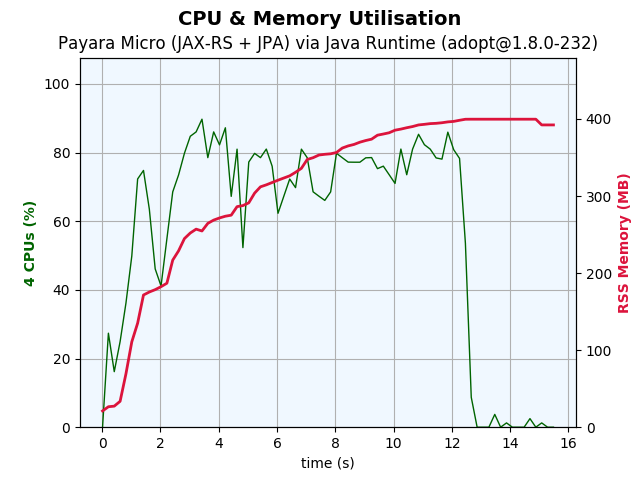 CPU & Memory Utilisation
Payara Micro (JAX-RS + JPA) via Java Runtime (adopt@1.8.0-232)
100
80
60
40
20
0
4 CPUs (%)
400
300
200
100
0
RSS Memory (MB)
0 2 4 6 8 10 12 14 16
time (s)